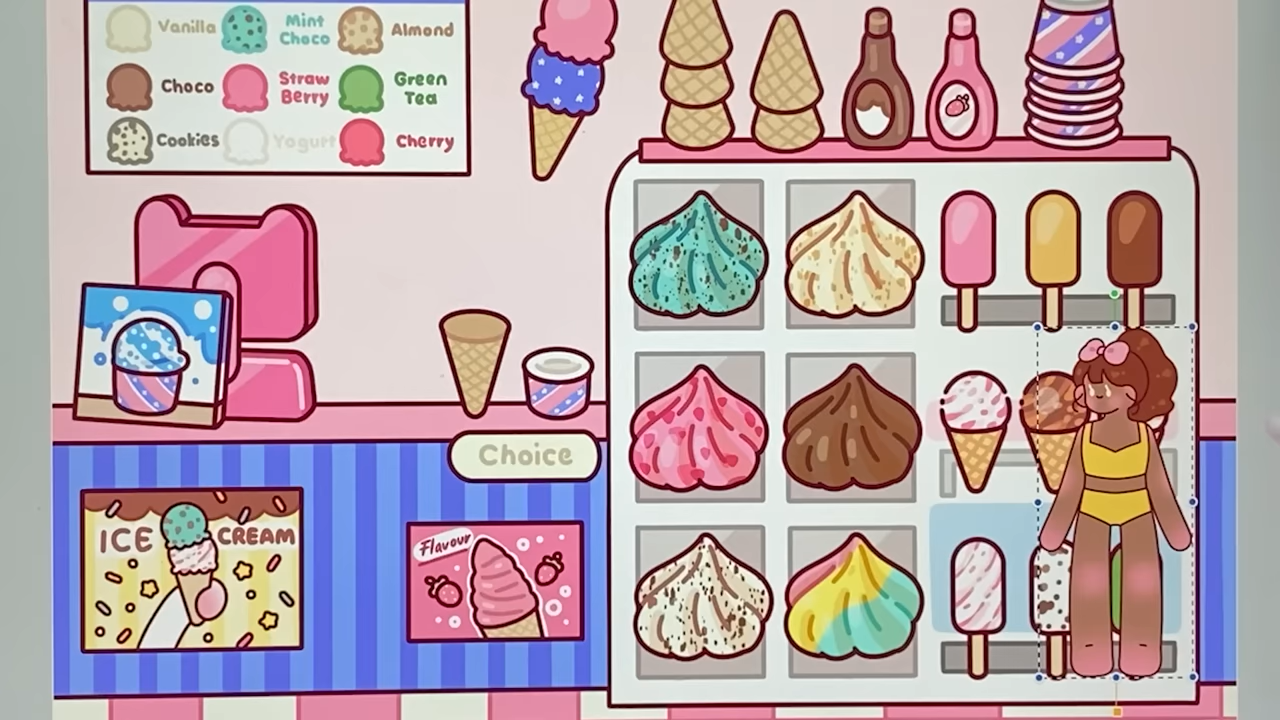 Vanilla
Mint
Choco
Almond
Choco
Straw
Berry
Green
Tea
Cookies
Yogurt
Cherry
Choice
ICE CREAM
Flavour